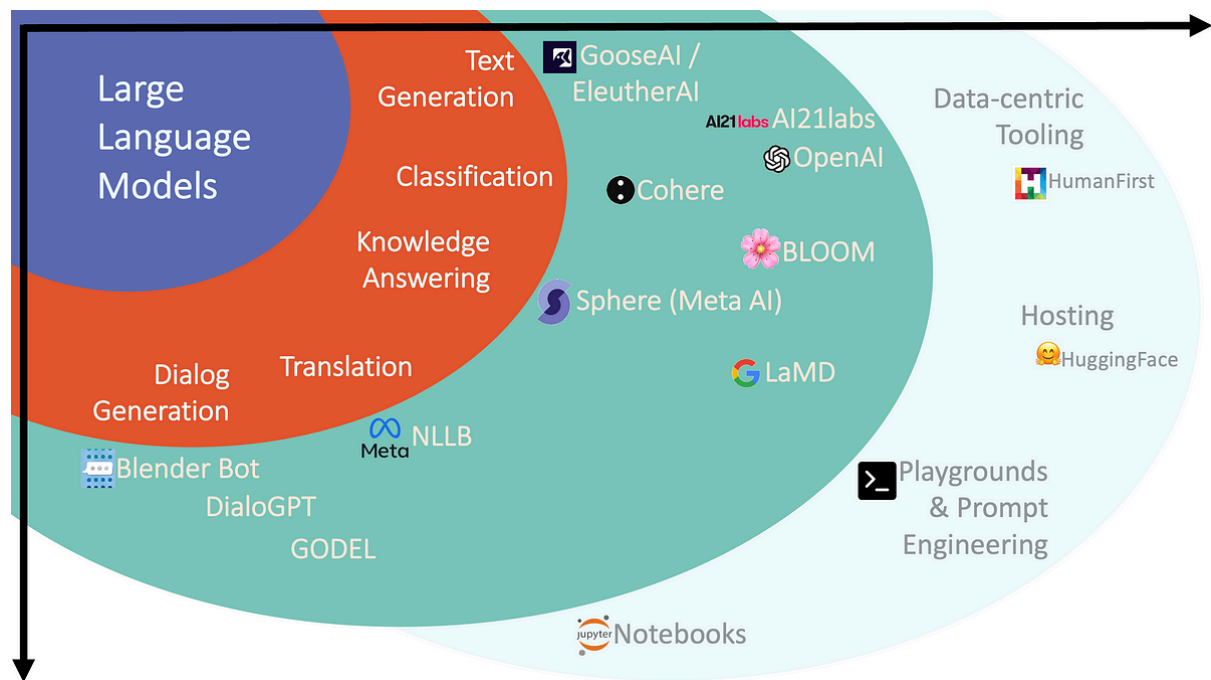 Large
Language
Models
Text
Generation
Classification
Knowledge
Answering
Translation
Dialog
Generation
GooseAI /
EleutherAI
AI21labs AI21labs
OpenAI
Cohere
BLOOM
Sphere (Meta AI)
LaMD
Meta NLLB
Blender Bot
DialoGPT
GODEL
Data-centric
Tooling
H HumanFirst
Hosting
HuggingFace
>_ Playgrounds
& Prompt
Engineering
jupyter Notebooks